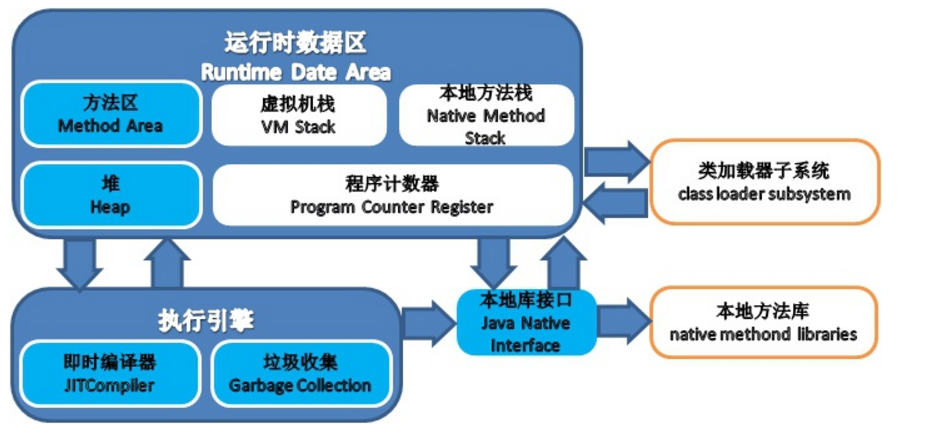 运行时数据区
Runtime Date Area
方法区
Method Area
虚拟机栈
VM Stack
本地方法栈
Native Method
Stack
堆
Heap
程序计数器
Program Counter Register
类加载器子系统
class loader subsystem
执行引擎
即时编译器
JITCompiler
垃圾收集
Garbage Collection
本地库接口
Java Native
Interface
本地方法库
native methond libraries